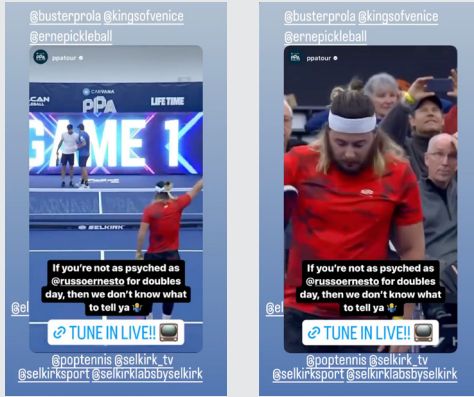 @busterprola @kingsofvenice
@ernepickleball
ppatour
CARVANA
PPA
LIFE TIME
GAME 1
SELKIRK
If you're not as psyched as
@russoernesto for doubles
day, then we don't know what
to tell ya 🤷‍♂️
@el
🔗 TUNE IN LIVE!! 📺
@poptennis @selkirk_tv
@selkirksport @selkirklabsbyselkirk
@busterprola @kingsofvenice
@ernepickleball
ppatour
If you're not as psyched as
@russoernesto for doubles
day, then we don't know what
to tell ya 🤷‍♂️
@el
🔗 TUNE IN LIVE!! 📺
@poptennis @selkirk_tv
@selkirksport @selkirklabsbyselkirk